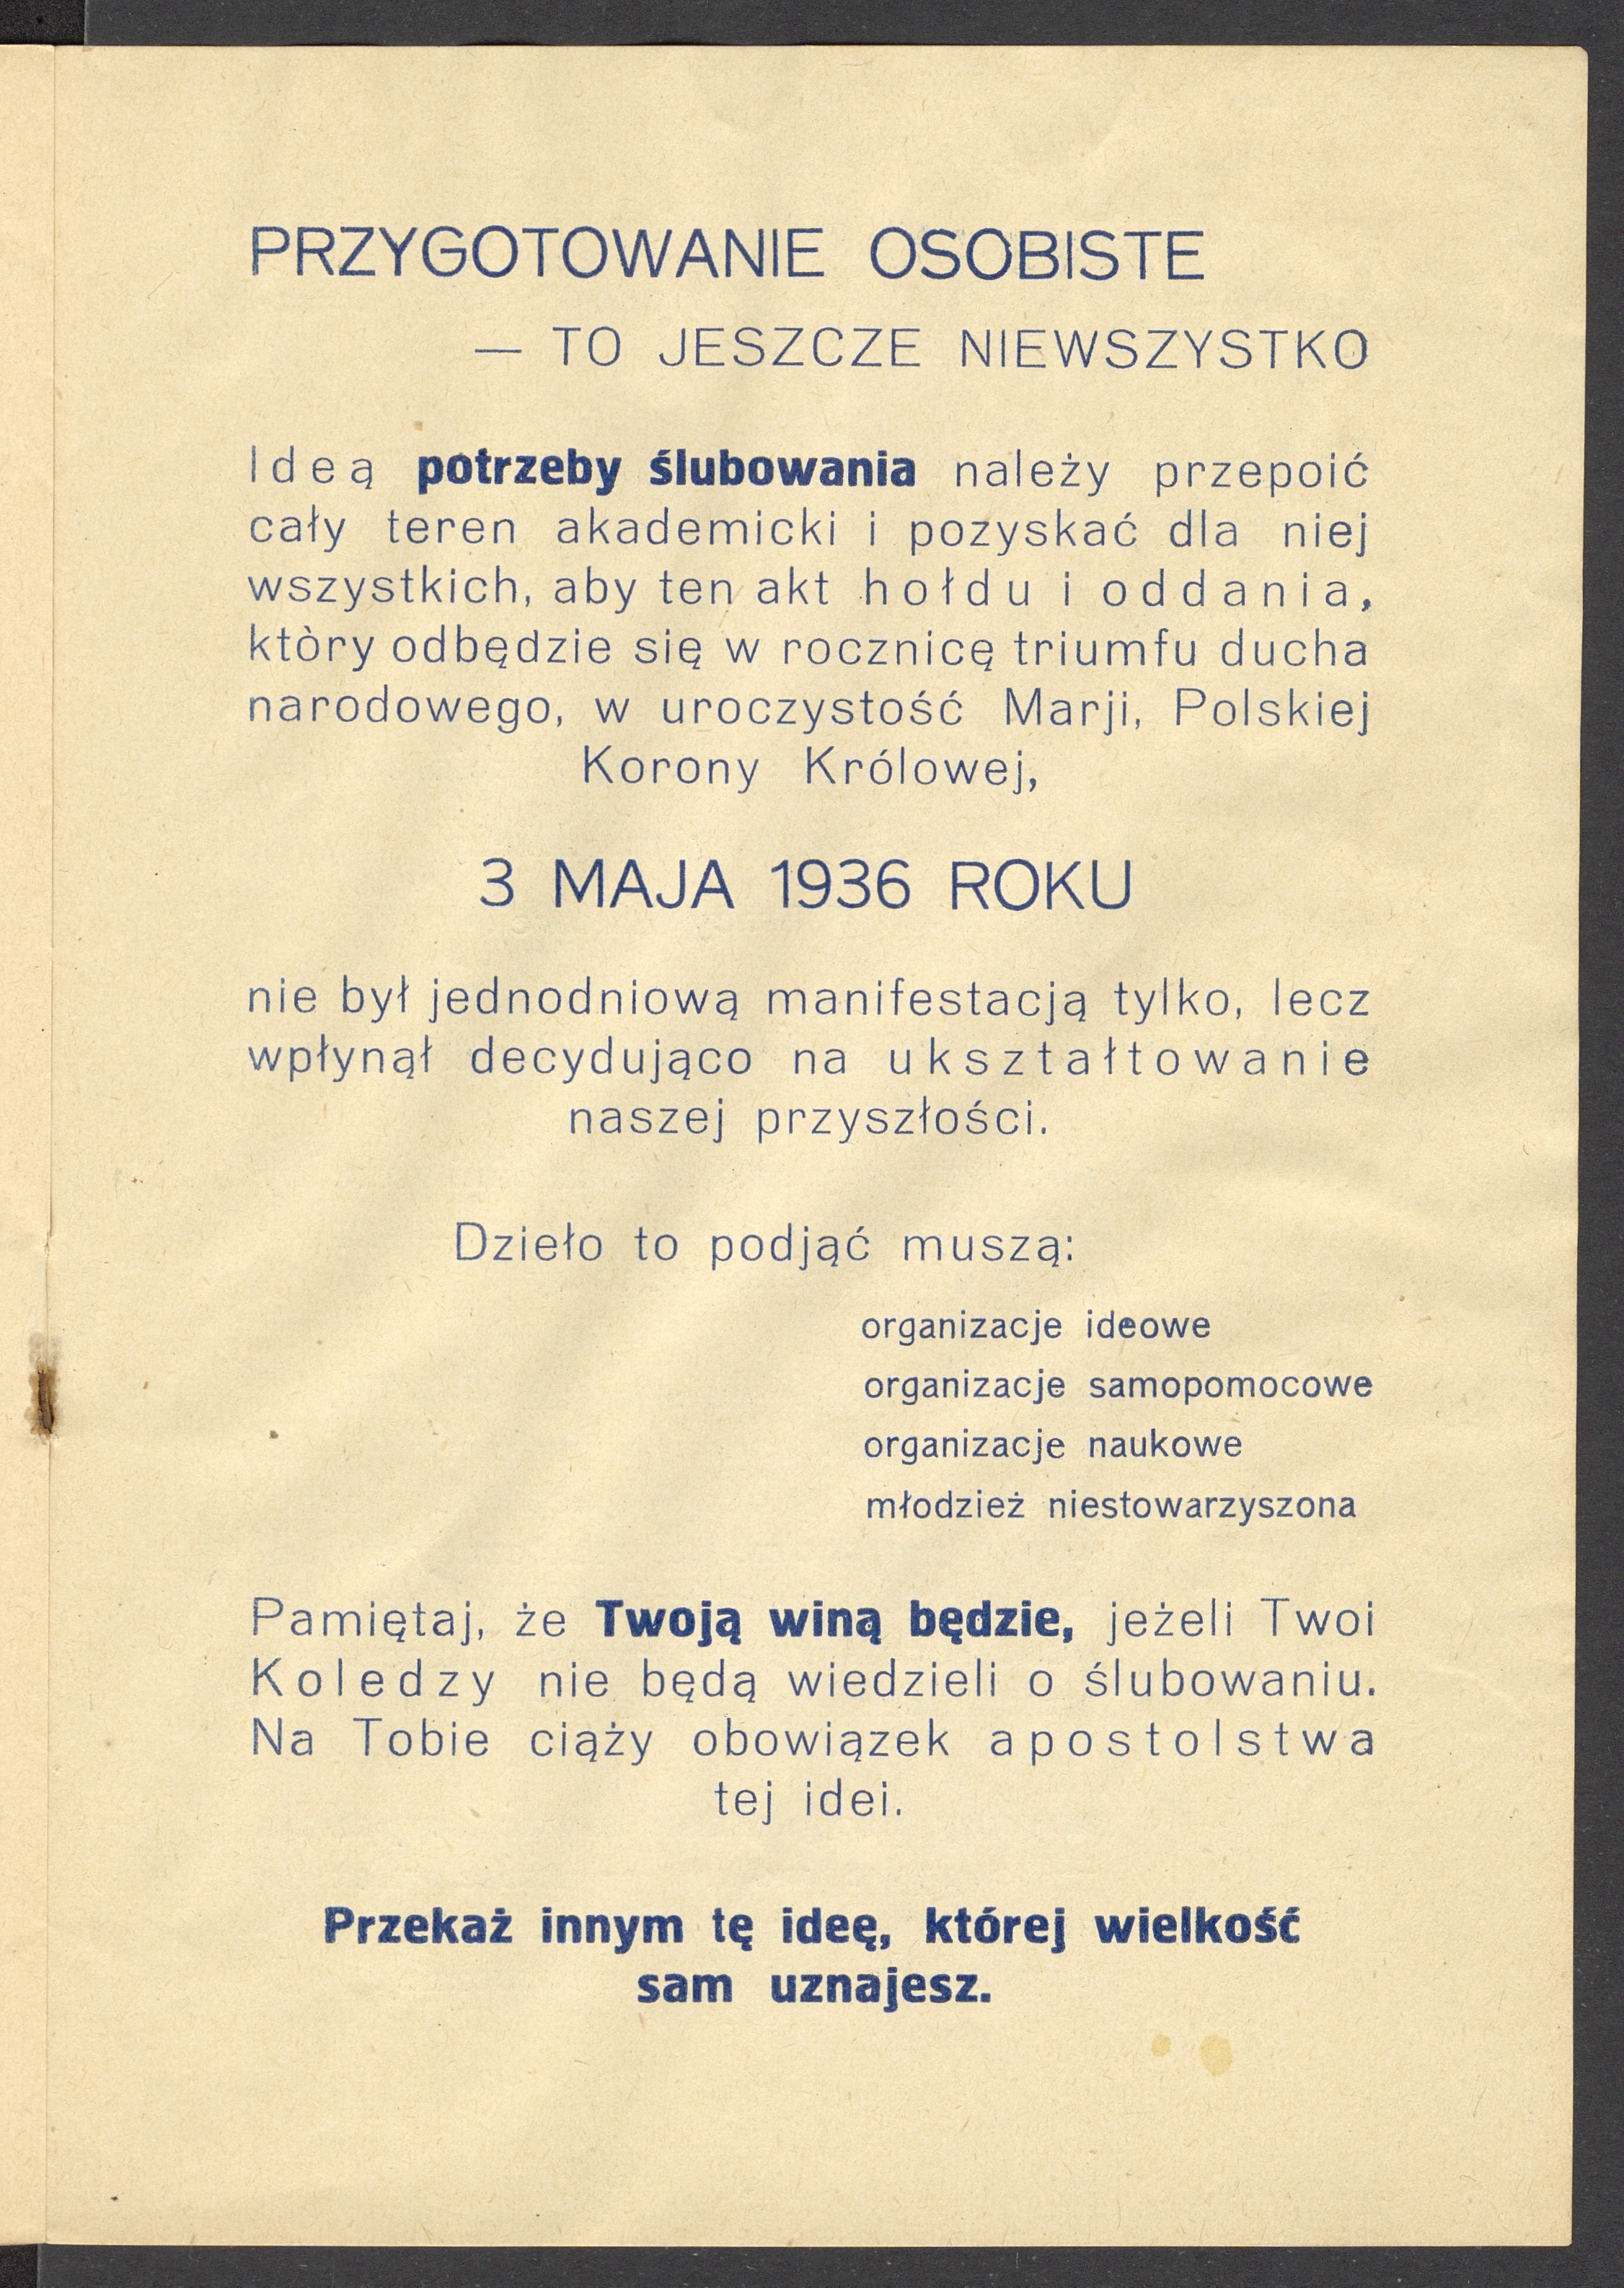 PRZYGOTOWANIE OSOBISTE
— TO JESZCZE NIEWSZYSTKO
Ideą potrzeby ślubowania należy przepoić
cały teren akademicki i pozyskać dla niej
wszystkich, aby ten akt hołdu i oddania,
ktòry odbędzie się w rocznicę triumfu ducha
narodowego, w uroczystość Marji, Polskiej
Korony Królowej,
3 MAJA 1936 ROKU
nie był jednodniową manifestacją tylko, lecz
wpłynął decydująco na ukształtowanie
naszej przyszłości.
Dzieło to podjąć muszą:
organizacje ideowe
organizacje samopomocowe
organizacje naukowe
młodzież niestowarzyszona
Pamiętaj, że Twoją winą będzie, jeżeli Twoi
Koledzy nie będą wiedzieli o ślubowaniu.
Na Tobie ciąży obowiązek apostolstwa
tej idei.
Przekaż innym tę ideę, której wielkość
sam uznajesz.